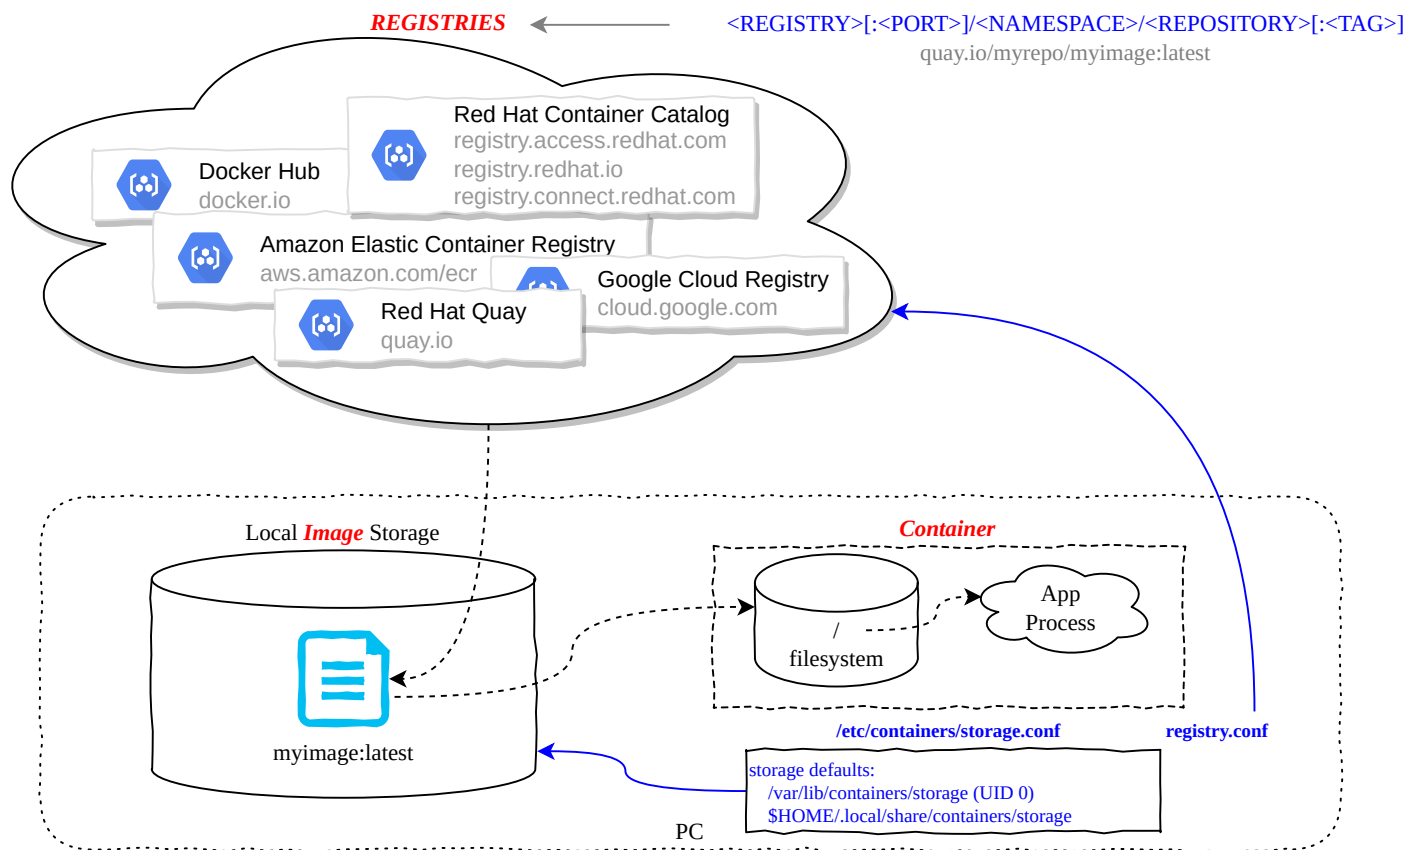 REGISTRIES
<REGISTRY>[:<PORT>]/<NAMESPACE>/<REPOSITORY>[:<TAG>]
quay.io/myrepo/myimage:latest
Red Hat Container Catalog
registry.access.redhat.com
registry.redhat.io
registry.connect.redhat.com
Docker Hub
docker.io
Amazon Elastic Container Registry
aws.amazon.com/ecr
Google Cloud Registry
cloud.google.com
Red Hat Quay
quay.io
Local Image Storage
myimage:latest
Container
/
filesystem
App
Process
/etc/containers/storage.conf
registry.conf
storage defaults:
/var/lib/containers/storage (UID 0)
$HOME/.local/share/containers/storage
PC